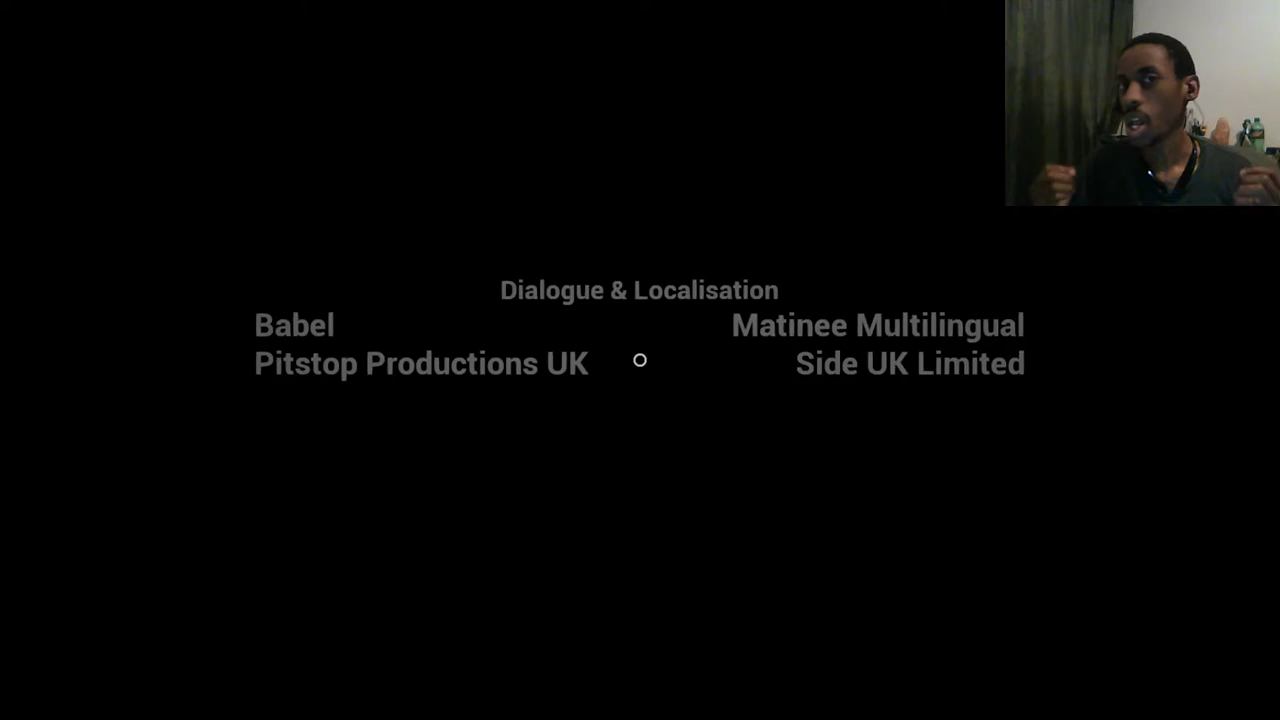 Dialogue & Localisation
Babel Matinee Multilingual
Pitstop Productions UK Side UK Limited